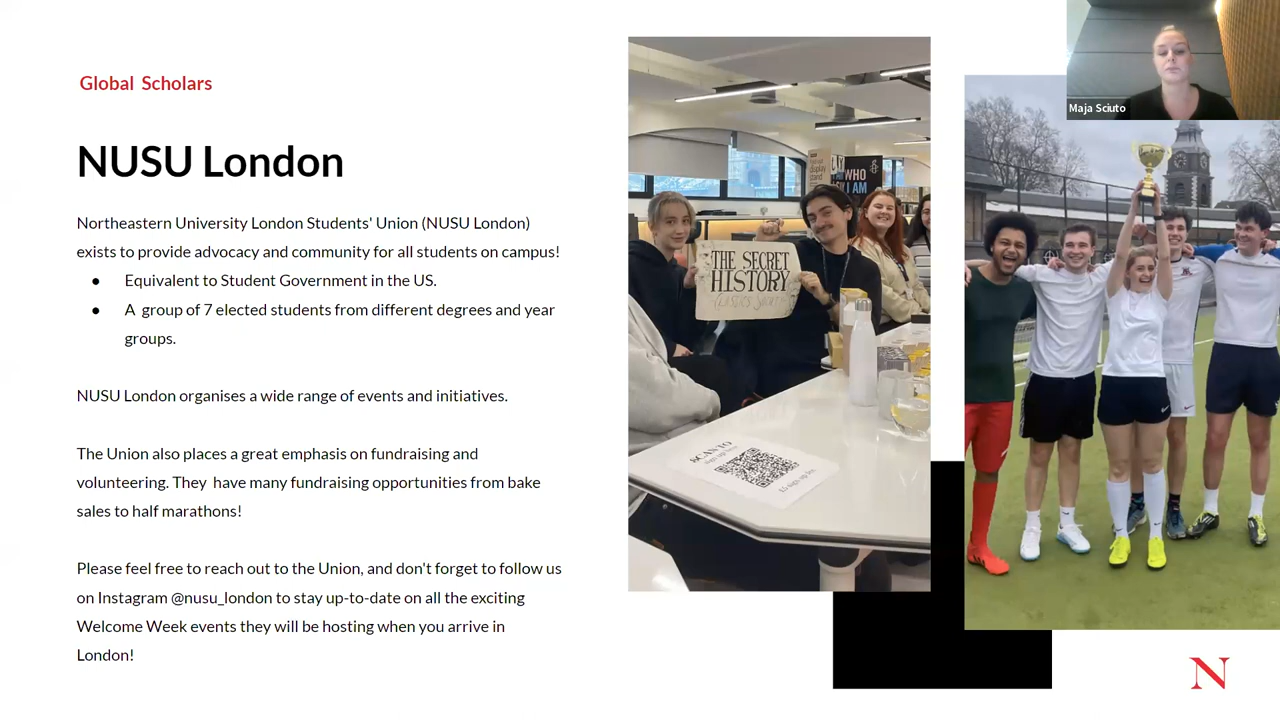 Global Scholars
NUSU London
Northeastern University London Students' Union (NUSU London)
exists to provide advocacy and community for all students on campus!
● Equivalent to Student Government in the US.
● A group of 7 elected students from different degrees and year
groups.
NUSU London organises a wide range of events and initiatives.
The Union also places a great emphasis on fundraising and
volunteering. They have many fundraising opportunities from bake
sales to half marathons!
Please feel free to reach out to the Union, and don't forget to follow us
on Instagram @nusu_london to stay up-to-date on all the exciting
Welcome Week events they will be hosting when you arrive in
London!
WHO
I AM
THE SECRET
HISTORY
SCAN TO
Maja Sciuto
N